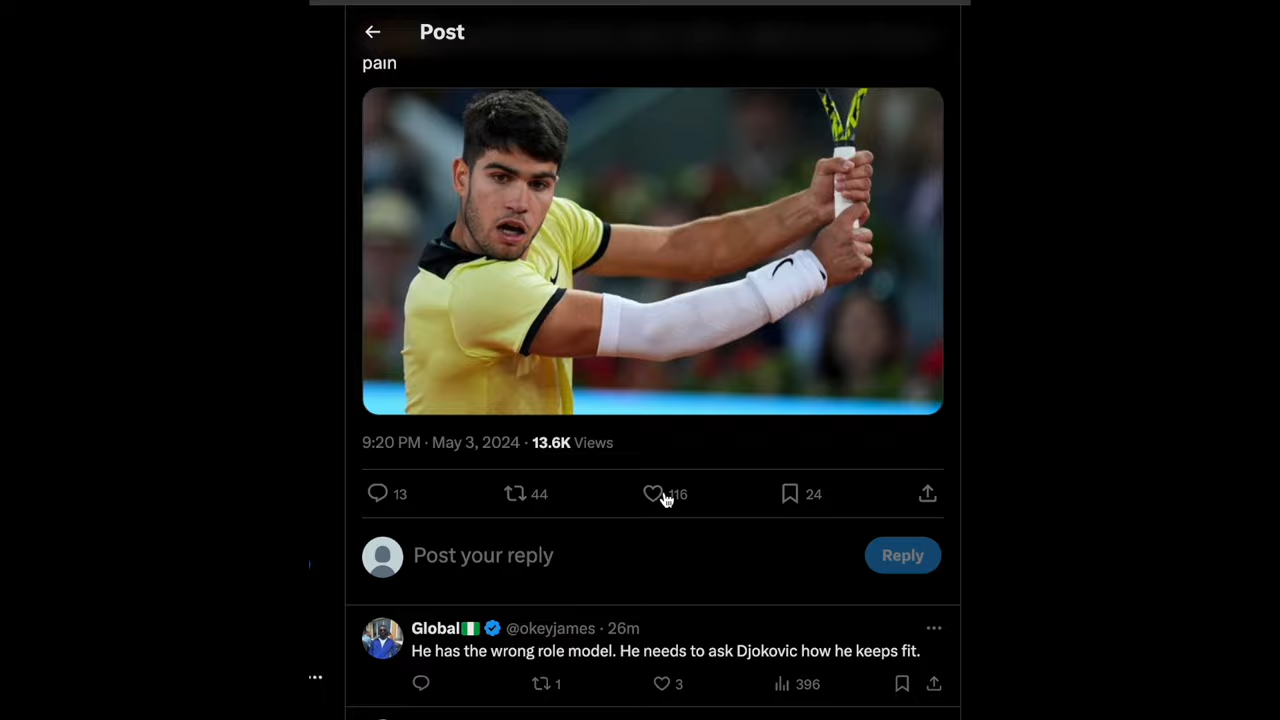 Post
pain
9:20 PM · May 3, 2024 · 13.6K Views
13 44 116 24
Post your reply
Reply
Global @okeyjames · 26m
He has the wrong role model. He needs to ask Djokovic how he keeps fit.
1 3 396